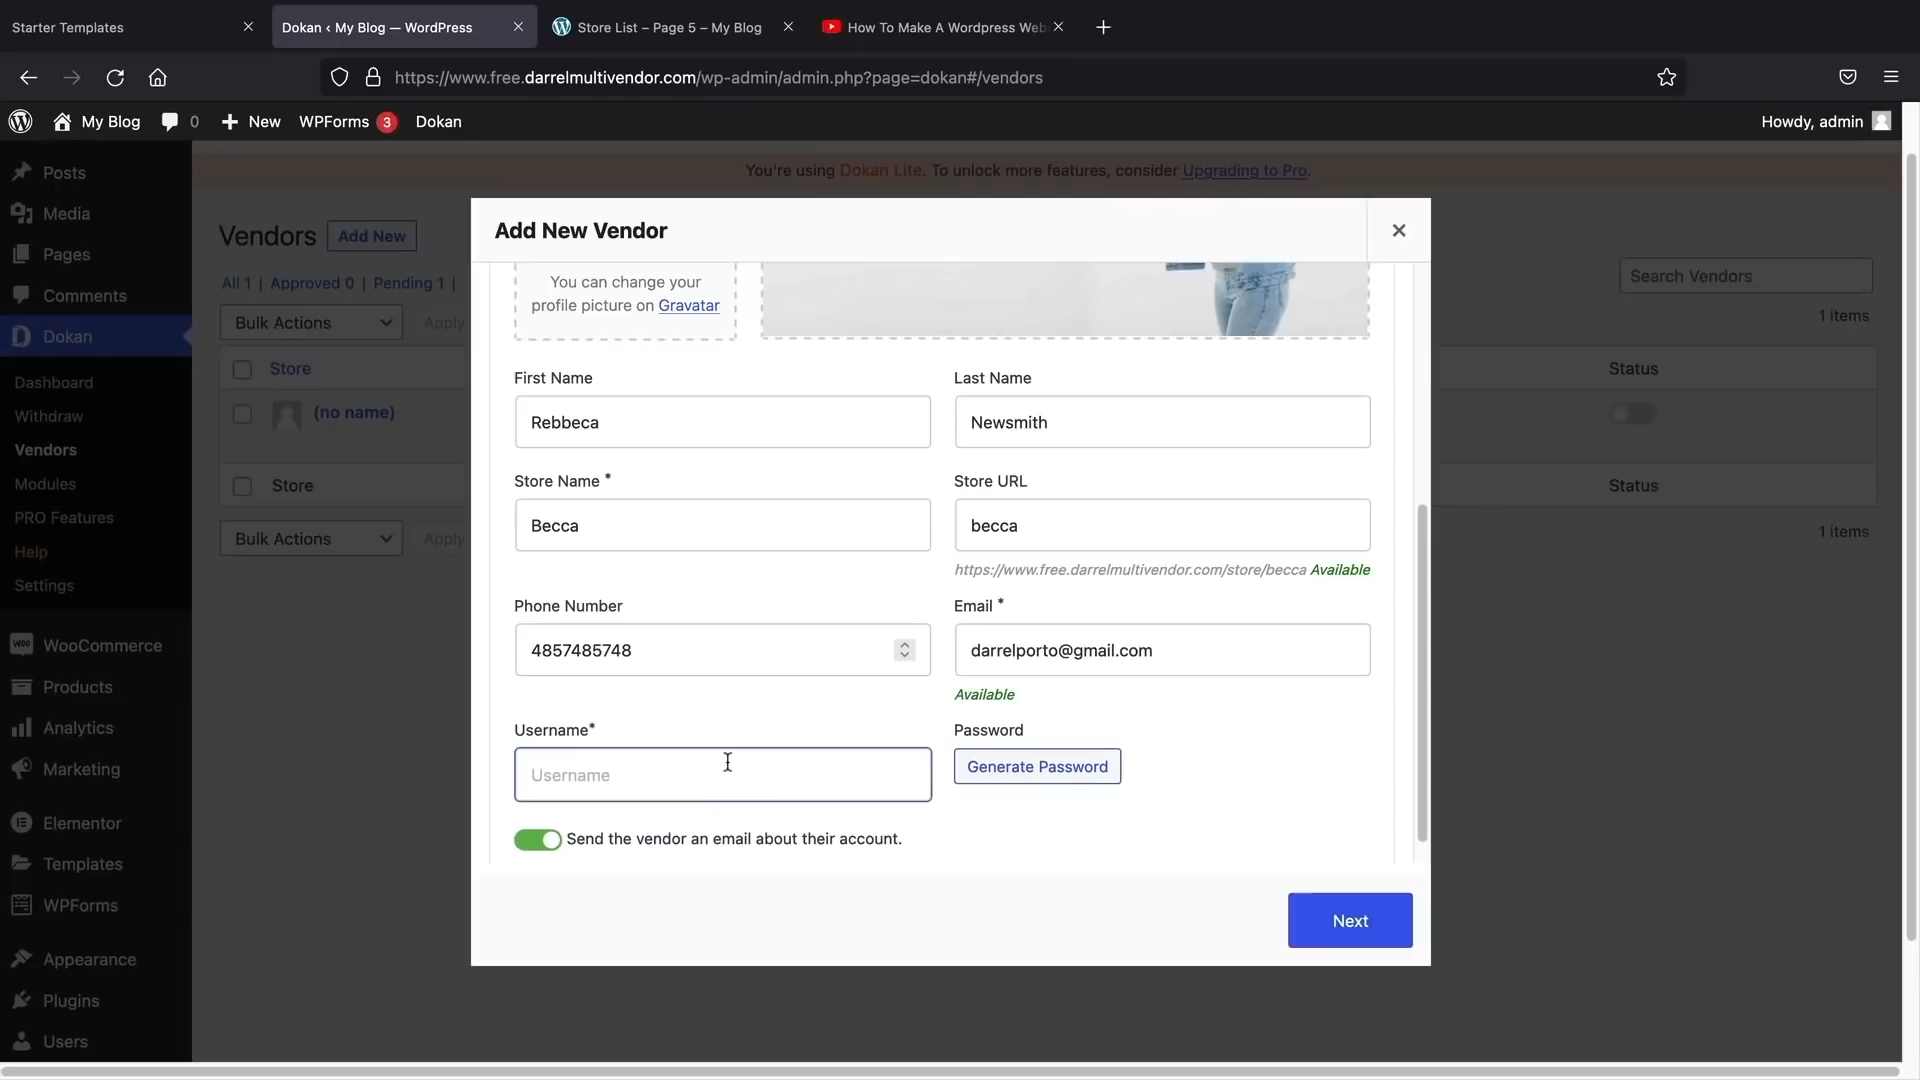 Starter Templates
Dokan ‹ My Blog — WordPress
Store List – Page 5 – My Blog
How To Make A Wordpress Web
https://www.free.darrelmultivendor.com/wp-admin/admin.php?page=dokan#/vendors
My Blog
0
New
WPForms 3
Dokan
Howdy, admin
Posts
Media
Pages
Comments
Dokan
Dashboard
Withdraw
Vendors
Modules
PRO Features
Help
Settings
WooCommerce
Products
Analytics
Marketing
Elementor
Templates
WPForms
Appearance
Plugins
Users
You're using Dokan Lite. To unlock more features, consider Upgrading to Pro.
Vendors
Add New
All 1 | Approved 0 | Pending 1 |
Search Vendors
Bulk Actions
Apply
1 items
Store
Status
(no name)
Store
Status
Bulk Actions
Apply
1 items
Add New Vendor
You can change your
profile picture on Gravatar
First Name
Last Name
Rebbeca
Newsmith
Store Name *
Store URL
Becca
becca
https://www.free.darrelmultivendor.com/store/becca Available
Phone Number
Email *
4857485748
darrelporto@gmail.com
Available
Username*
Password
Username
Generate Password
Send the vendor an email about their account.
Next